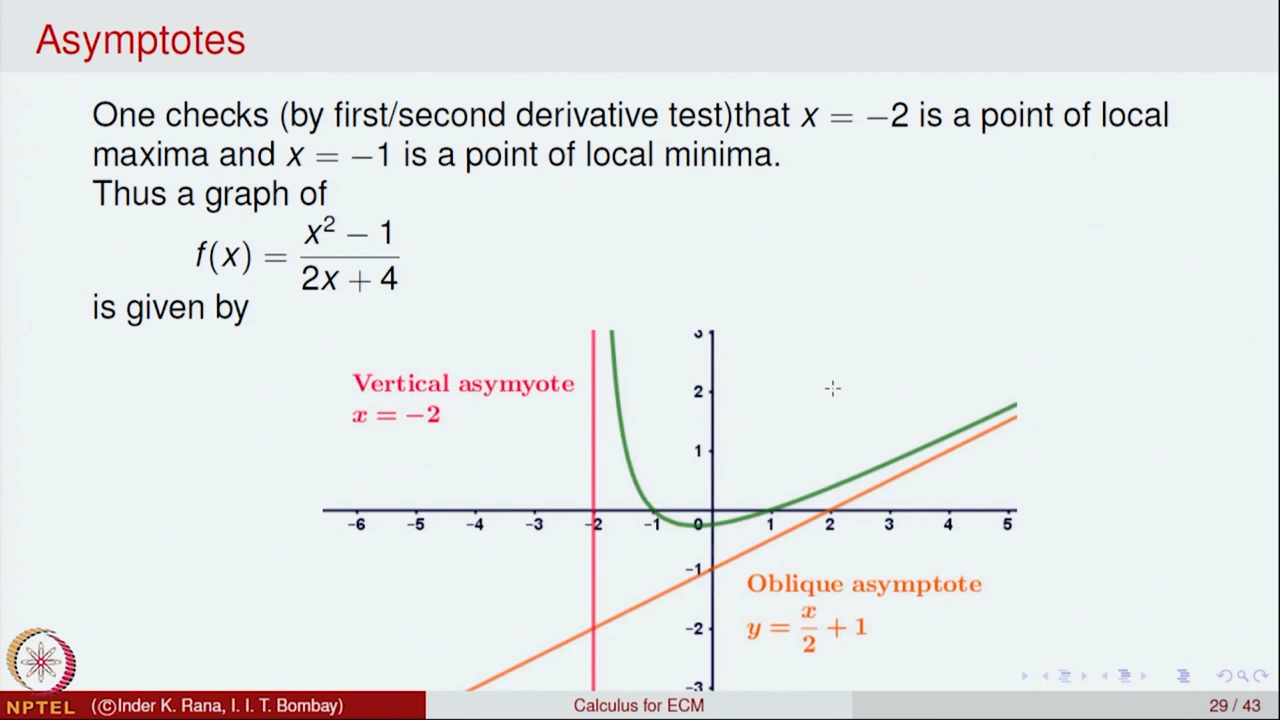 Asymptotes
One checks (by first/second derivative test)that x = −2 is a point of local
maxima and x = −1 is a point of local minima.
Thus a graph of
f(x) = x² − 1 / 2x + 4
is given by
Vertical asymyote
x = −2
3
2
1
−6 −5 −4 −3 −2 −1 0 1 2 3 4 5
−1
−2
−3
Oblique asymptote
y = x/2 + 1
NPTEL (©Inder K. Rana, I. I. T. Bombay) Calculus for ECM 29 / 43